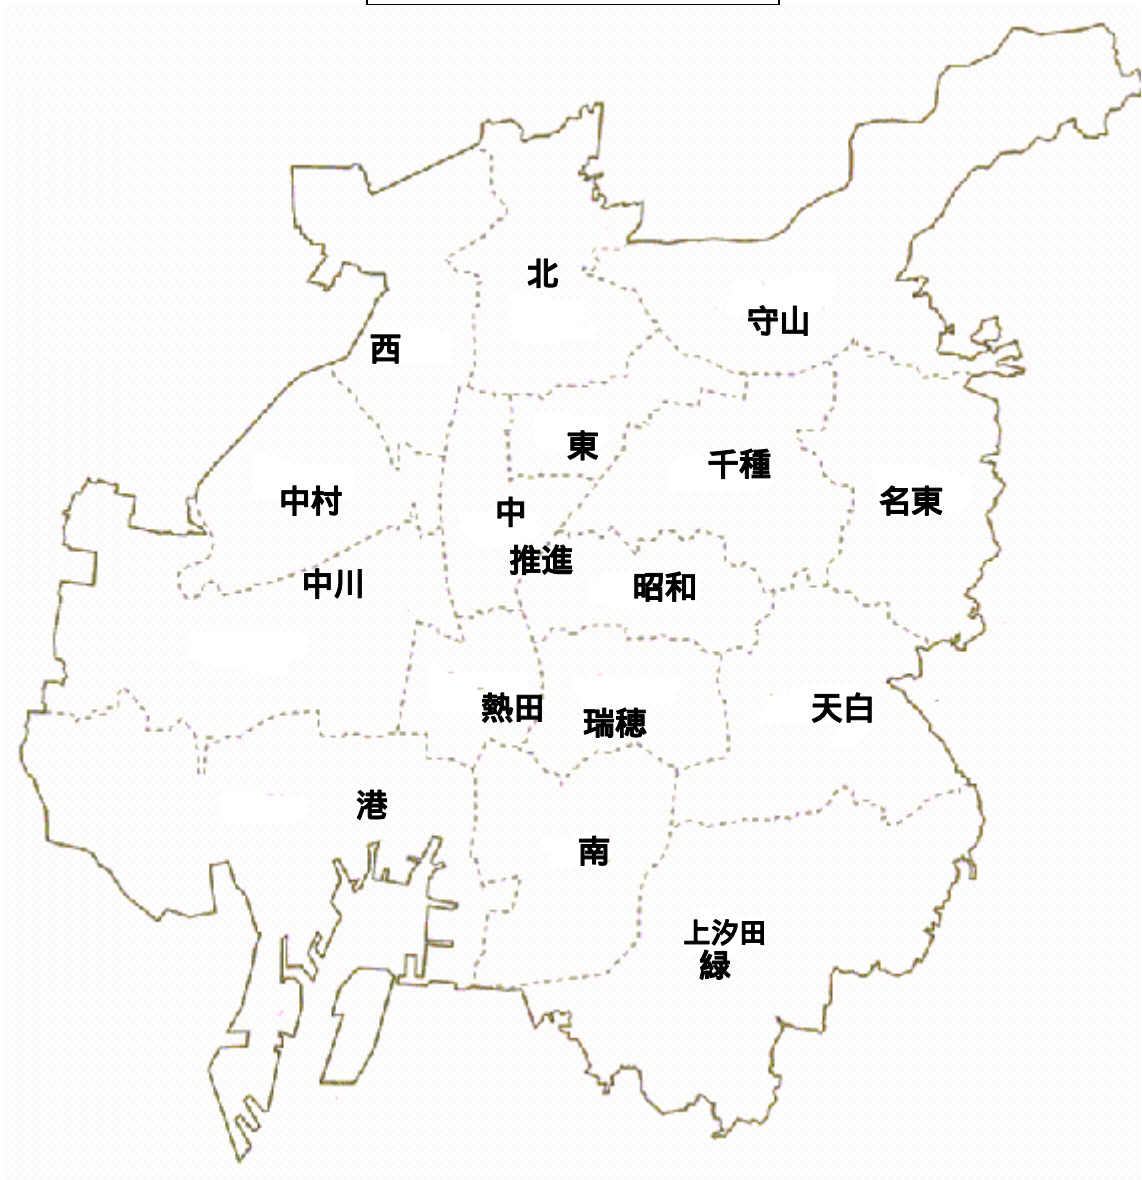 北
守山
西
東
千種
中村
名東
中
推進
中川
昭和
熱田
瑞穂
天白
港
南
上汐田
緑